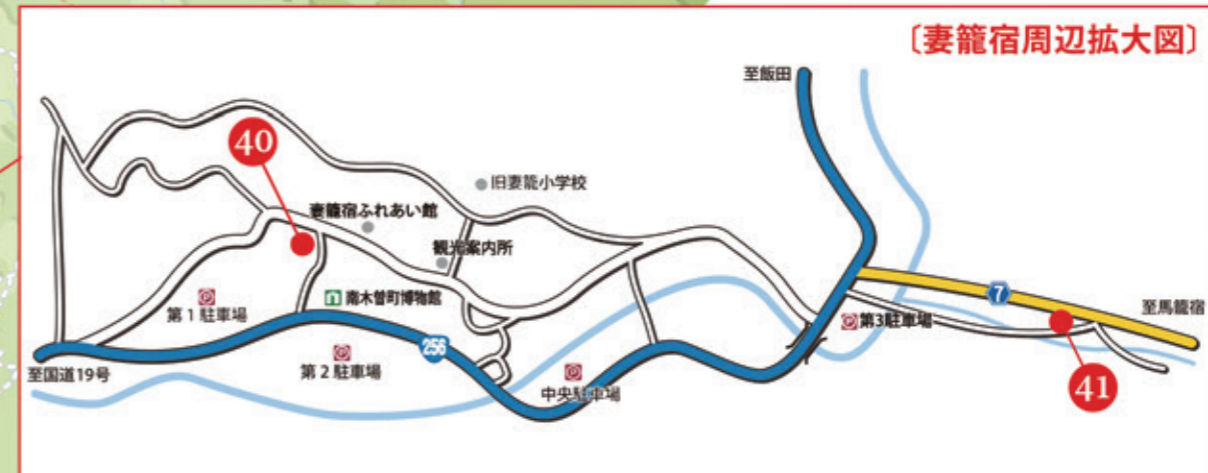 〔妻籠宿周辺拡大図〕
至飯田
40
旧妻籠小学校
妻籠宿ふれあい館
観光案内所
南木曽町博物館
第1駐車場
7
至馬籠宿
第3駐車場
256
至国道19号
第2駐車場
中央駐車場
41